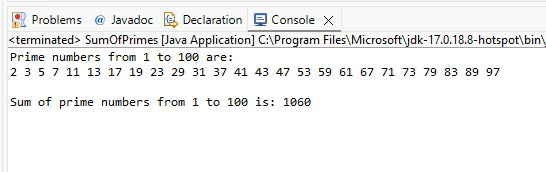 Problems @ Javadoc Declaration Console
<terminated> SumOfPrimes [Java Application] C:\Program Files\Microsoft\jdk-17.0.18.8-hotspot\bin\
Prime numbers from 1 to 100 are:
2 3 5 7 11 13 17 19 23 29 31 37 41 43 47 53 59 61 67 71 73 79 83 89 97
Sum of prime numbers from 1 to 100 is: 1060